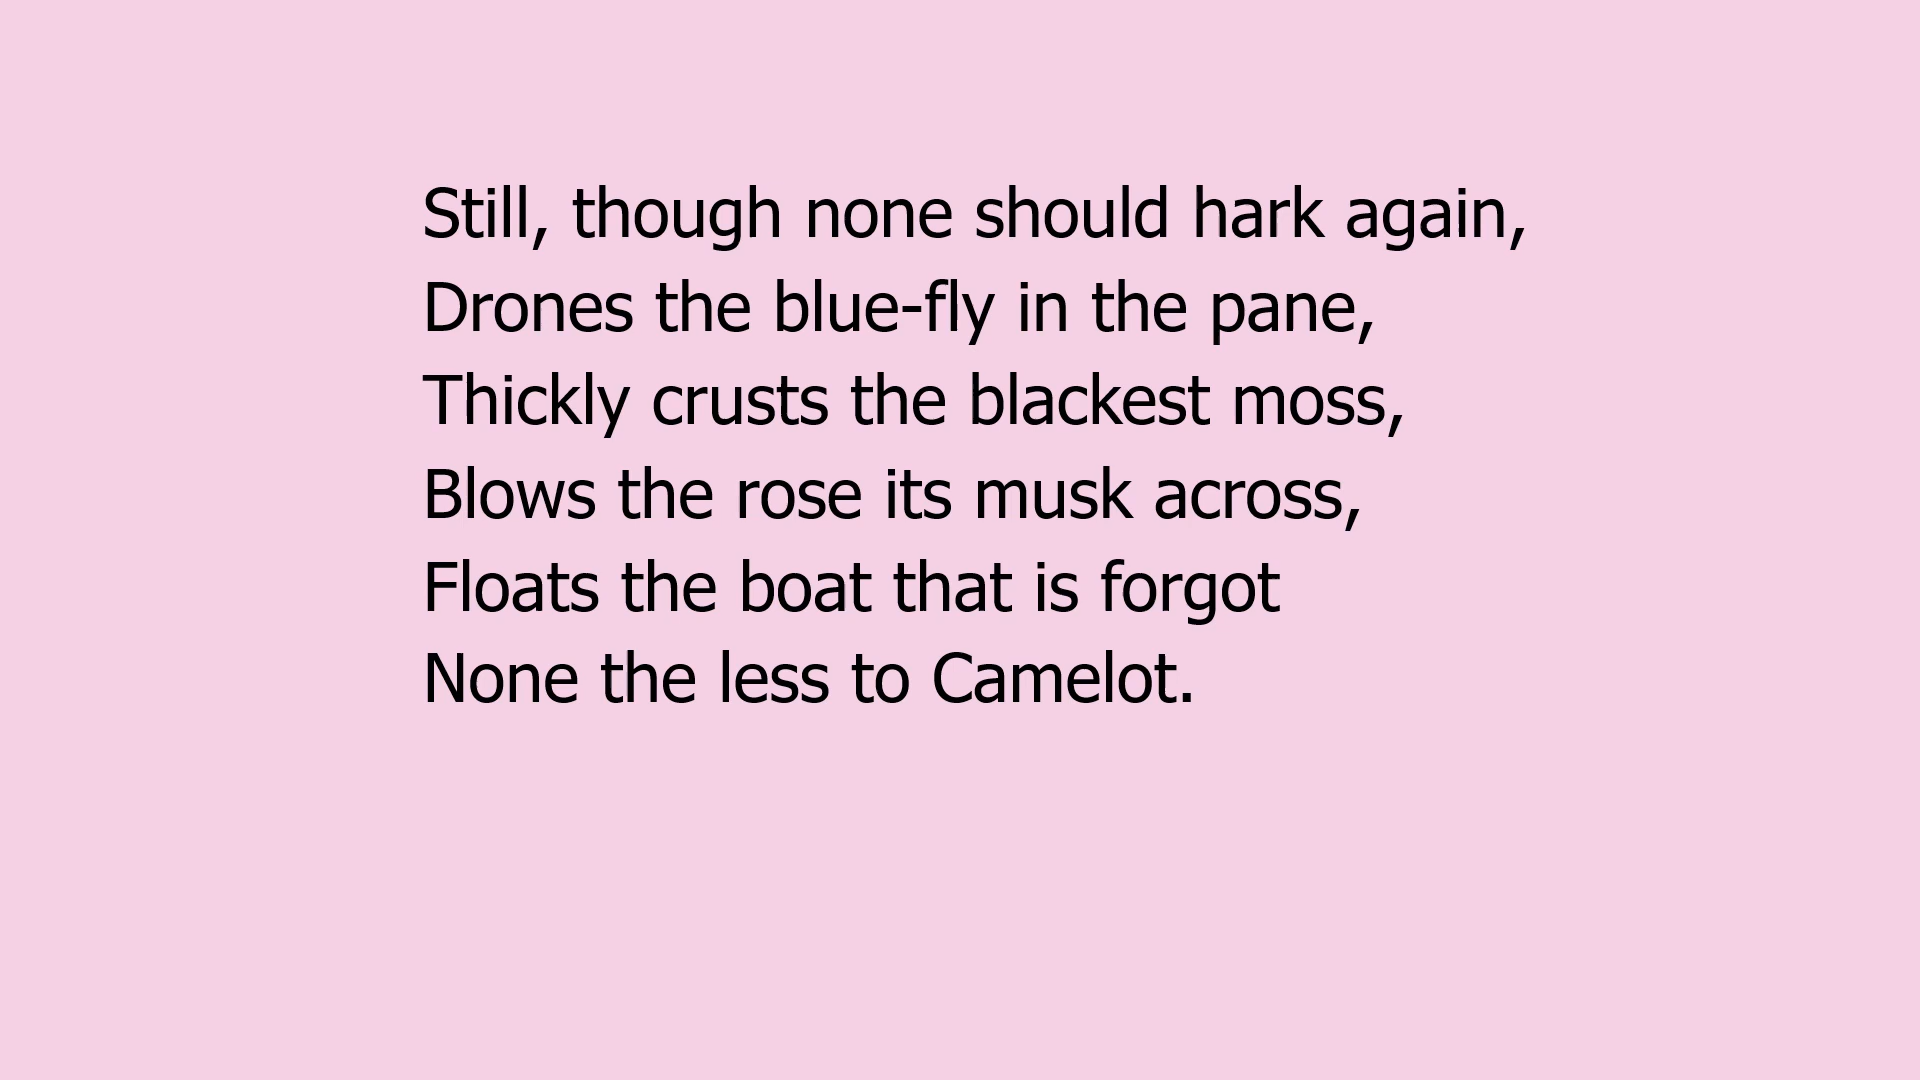 Still, though none should hark again,
Drones the blue-fly in the pane,
Thickly crusts the blackest moss,
Blows the rose its musk across,
Floats the boat that is forgot
None the less to Camelot.